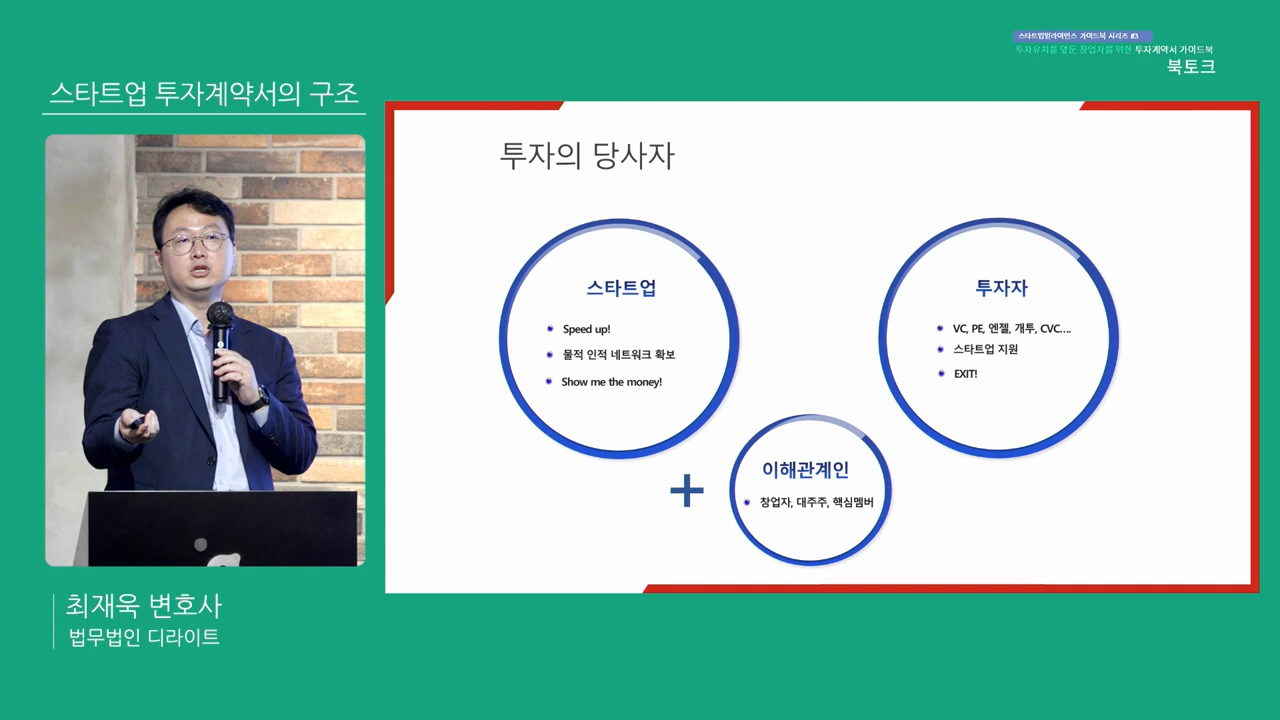 스타트업얼라이언스 가이드북 시리즈 #3
투자유치를 앞둔 창업자를 위한 투자계약서 가이드북
북토크
스타트업 투자계약서의 구조
투자의 당사자
스타트업
Speed up!
물적 인적 네트워크 확보
Show me the money!
투자자
VC, PE, 엔젤, 개투, CVC....
스타트업 지원
EXIT!
+
이해관계인
창업자, 대주주, 핵심멤버
최재욱 변호사
법무법인 디라이트